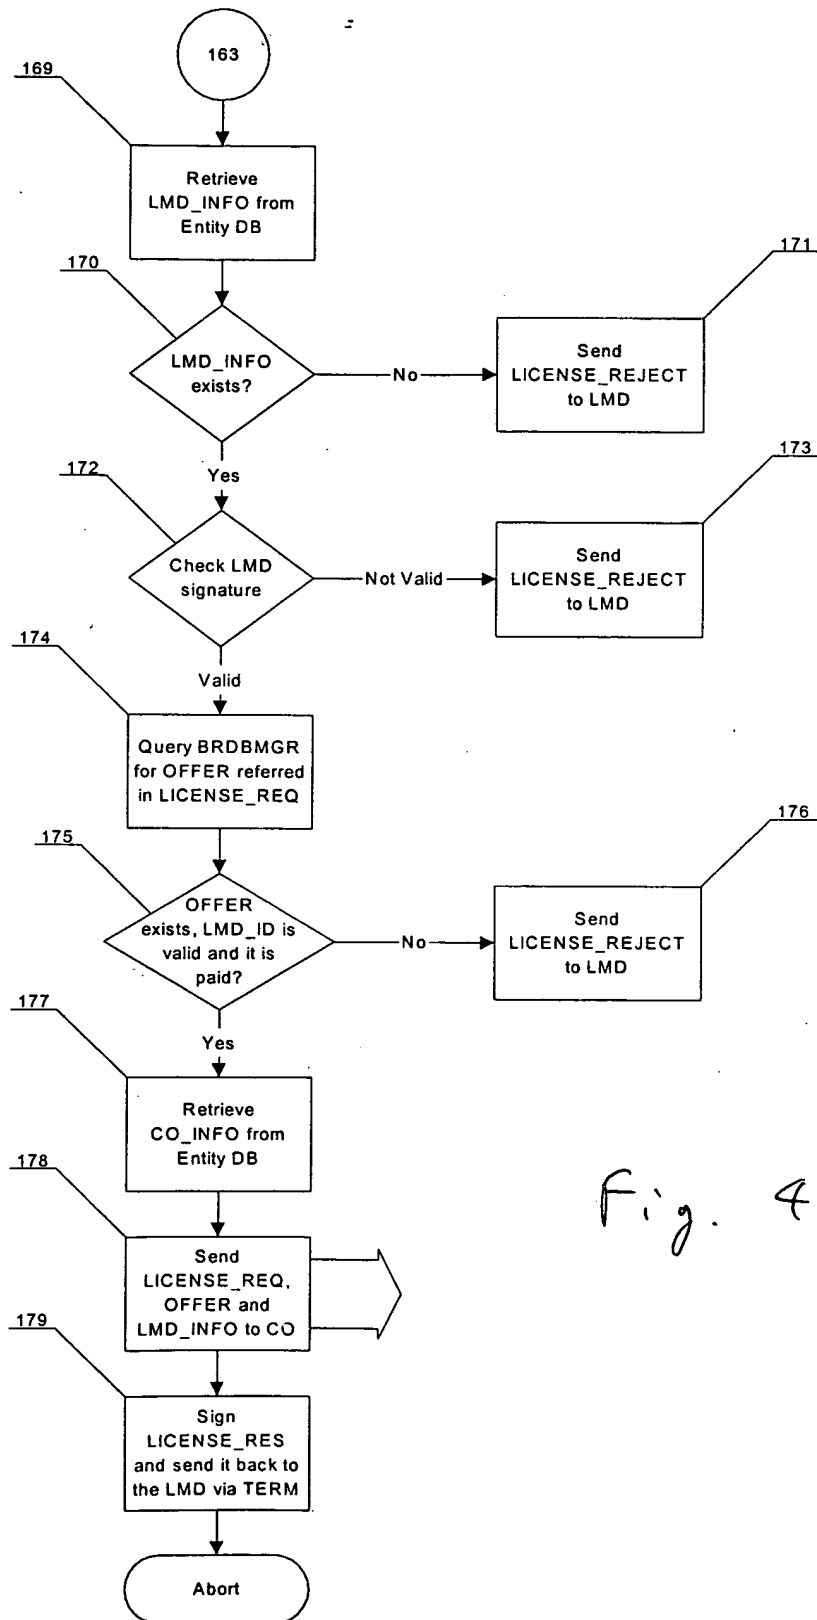 163
169
Retrieve
LMD_INFO from
Entity DB
170
171
LMD_INFO
exists?
No
Send
LICENSE_REJECT
to LMD
Yes
172
173
Check LMD
signature
Not Valid
Send
LICENSE_REJECT
to LMD
174
Valid
Query BRDBMGR
for OFFER referred
in LICENSE_REQ
175
176
OFFER
exists, LMD_ID is
valid and it is
paid?
No
Send
LICENSE_REJECT
to LMD
177
Yes
Retrieve
CO_INFO from
Entity DB
178
Send
LICENSE_REQ,
OFFER and
LMD_INFO to CO
Fig. 4
179
Sign
LICENSE_RES
and send it back to
the LMD via TERM
Abort